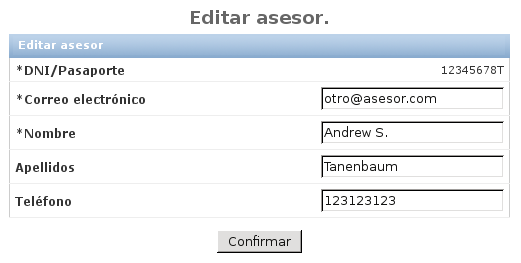 Editar asesor.
Editar asesor
*DNI/Pasaporte 12345678T
*Correo electrónico otro@asesor.com
*Nombre Andrew S.
Apellidos Tanenbaum
Teléfono 123123123
Confirmar